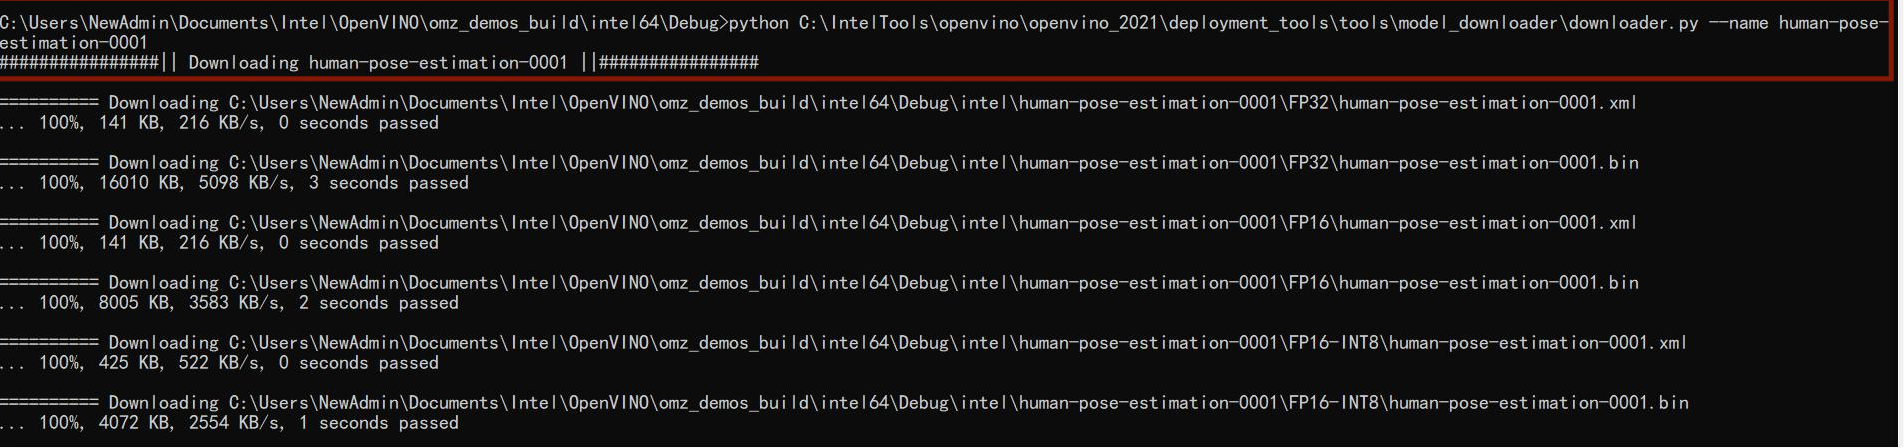 C:\Users\NewAdmin\Documents\Intel\OpenVINO\omz_demos_build\intel64\Debug>python C:\IntelTools\openvino\openvino_2021\deployment_tools\tools\model_downloader\downloader.py --name human-pose-
estimation-0001
################|| Downloading human-pose-estimation-0001 ||################
========== Downloading C:\Users\NewAdmin\Documents\Intel\OpenVINO\omz_demos_build\intel64\Debug\intel\human-pose-estimation-0001\FP32\human-pose-estimation-0001.xml
... 100%, 141 KB, 216 KB/s, 0 seconds passed
========== Downloading C:\Users\NewAdmin\Documents\Intel\OpenVINO\omz_demos_build\intel64\Debug\intel\human-pose-estimation-0001\FP32\human-pose-estimation-0001.bin
... 100%, 16010 KB, 5098 KB/s, 3 seconds passed
========== Downloading C:\Users\NewAdmin\Documents\Intel\OpenVINO\omz_demos_build\intel64\Debug\intel\human-pose-estimation-0001\FP16\human-pose-estimation-0001.xml
... 100%, 141 KB, 216 KB/s, 0 seconds passed
========== Downloading C:\Users\NewAdmin\Documents\Intel\OpenVINO\omz_demos_build\intel64\Debug\intel\human-pose-estimation-0001\FP16\human-pose-estimation-0001.bin
... 100%, 8005 KB, 3583 KB/s, 2 seconds passed
========== Downloading C:\Users\NewAdmin\Documents\Intel\OpenVINO\omz_demos_build\intel64\Debug\intel\human-pose-estimation-0001\FP16-INT8\human-pose-estimation-0001.xml
... 100%, 425 KB, 522 KB/s, 0 seconds passed
========== Downloading C:\Users\NewAdmin\Documents\Intel\OpenVINO\omz_demos_build\intel64\Debug\intel\human-pose-estimation-0001\FP16-INT8\human-pose-estimation-0001.bin
... 100%, 4072 KB, 2554 KB/s, 1 seconds passed